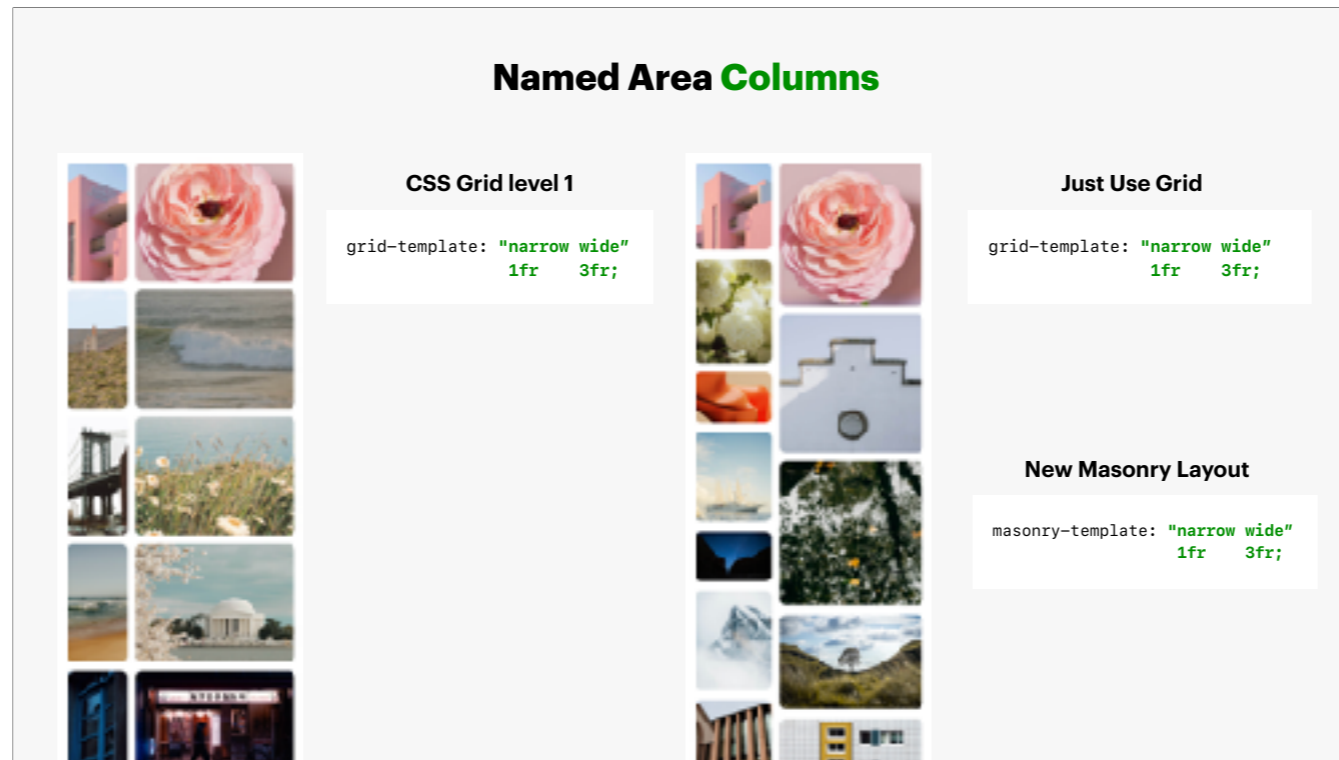 Named Area Columns
CSS Grid level 1
grid-template: "narrow wide”
1fr 3fr;
Just Use Grid
grid-template: "narrow wide”
1fr 3fr;
New Masonry Layout
masonry-template: "narrow wide”
1fr 3fr;